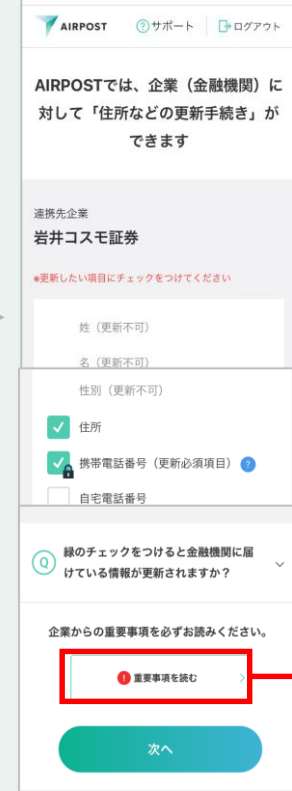 AIRPOST ?サポート ログアウト
AIRPOSTでは、企業（金融機関）に
対して「住所などの更新手続き」が
できます
連携先企業
岩井コスモ証券
*更新したい項目にチェックをつけてください
姓（更新不可）
名（更新不可）
性別（更新不可）
住所
携帯電話番号（更新必須項目） ?
自宅電話番号
Q 緑のチェックをつけると金融機関に届
けている情報が更新されますか？
企業からの重要事項を必ずお読みください。
! 重要事項を読む
次へ